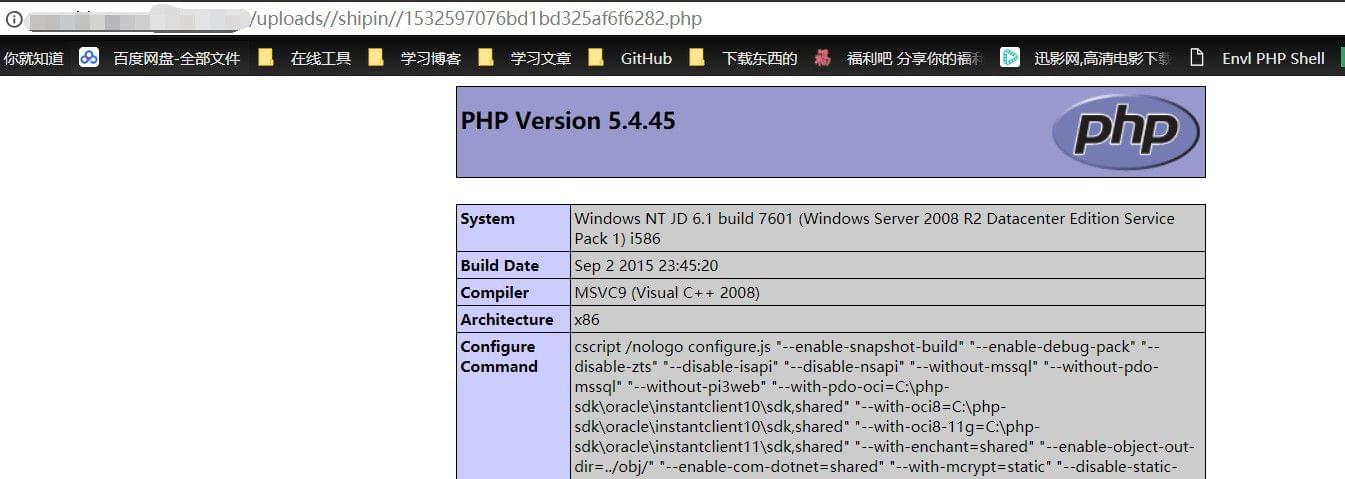 /uploads//shipin//1532597076bd1bd325af6f6282.php
你就知道 百度网盘-全部文件 在线工具 学习博客 学习文章 GitHub 下载东西的 福利吧 分享你的福利 迅影网,高清电影下载 Envl PHP Shell
PHP Version 5.4.45
php
System Windows NT JD 6.1 build 7601 (Windows Server 2008 R2 Datacenter Edition Service
Pack 1) i586
Build Date Sep 2 2015 23:45:20
Compiler MSVC9 (Visual C++ 2008)
Architecture x86
Configure cscript /nologo configure.js "--enable-snapshot-build" "--enable-debug-pack" "--
Command disable-zts" "--disable-isapi" "--disable-nsapi" "--without-mssql" "--without-pdo-
mssql" "--without-pi3web" "--with-pdo-oci=C:\php-
sdk\oracle\instantclient10\sdk,shared" "--with-oci8=C:\php-
sdk\oracle\instantclient10\sdk,shared" "--with-oci8-11g=C:\php-
sdk\oracle\instantclient11\sdk,shared" "--with-enchant=shared" "--enable-object-out-
dir=../obj/" "--enable-com-dotnet=shared" "--with-mcrypt=static" "--disable-static-